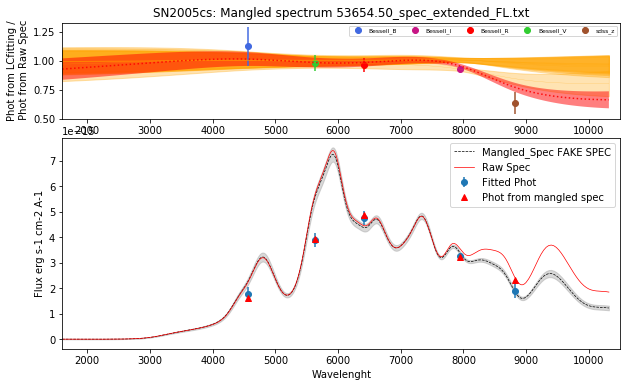 SN2005cs: Mangled spectrum 53654.50_spec_extended_FL.txt
Phot from LCfitting /
Phot from Raw Spec
1.25
1.00
0.75
0.50
Bessell_B
Bessell_I
Bessell_R
Bessell_V
sdss_z
2000 3000 4000 5000 6000 7000 8000 9000 10000
1e−15
Flux erg s-1 cm-2 A-1
7
6
5
4
3
2
1
0
Mangled_Spec FAKE SPEC
Raw Spec
Fitted Phot
Phot from mangled spec
2000 3000 4000 5000 6000 7000 8000 9000 10000
Wavelenght